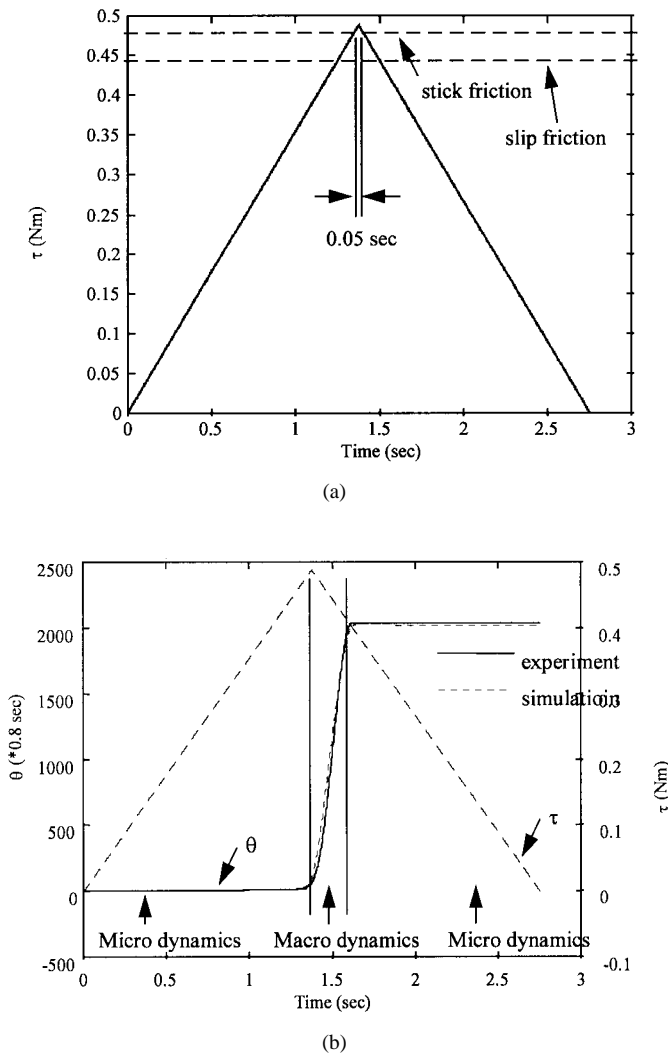 0.5
0.45
0.4
0.35
0.3
0.25
0.2
0.15
0.1
0.05
0
τ (Nm)
stick friction
slip friction
0.05 sec
0 0.5 1 1.5 2 2.5 3
Time (sec)
(a)
2500
2000
1500
1000
500
0
-500
θ (*0.8 sec)
experiment
simulatioin
θ
τ
Micro dynamics Macro dynamics Micro dynamics
0.5
0.4
0.3
0.2
0.1
0
-0.1
τ (Nm)
0 0.5 1 1.5 2 2.5 3
Time (sec)
(b)